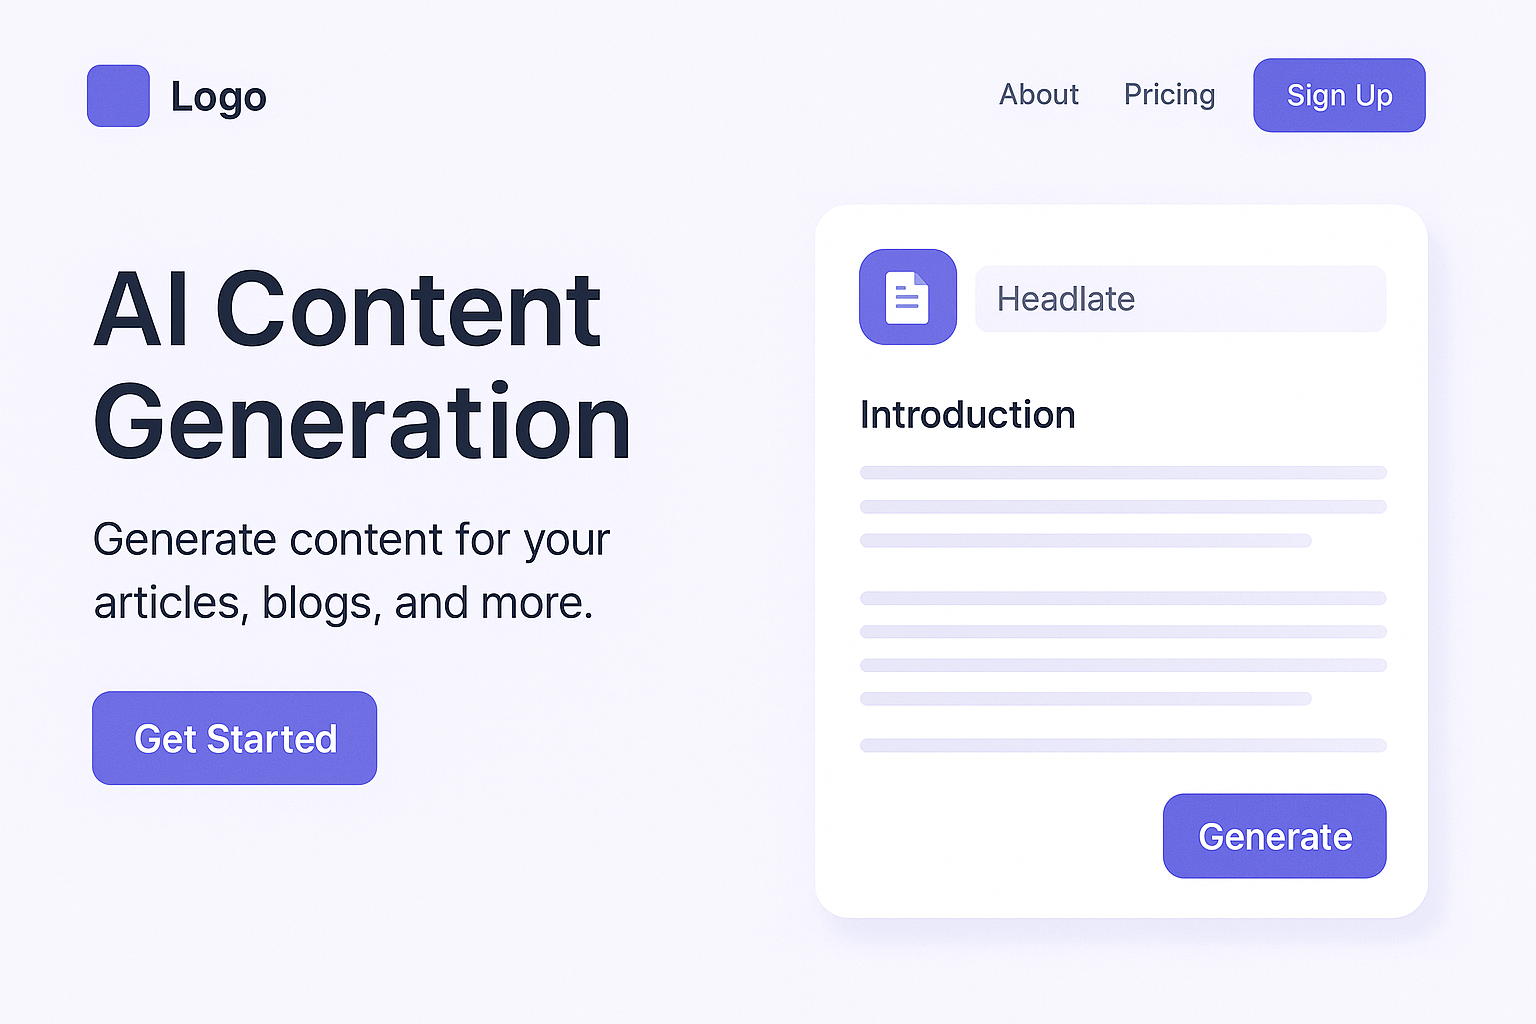 Logo
About Pricing Sign Up
AI Content
Generation
Generate content for your
articles, blogs, and more.
Get Started
Headlate
Introduction
Generate